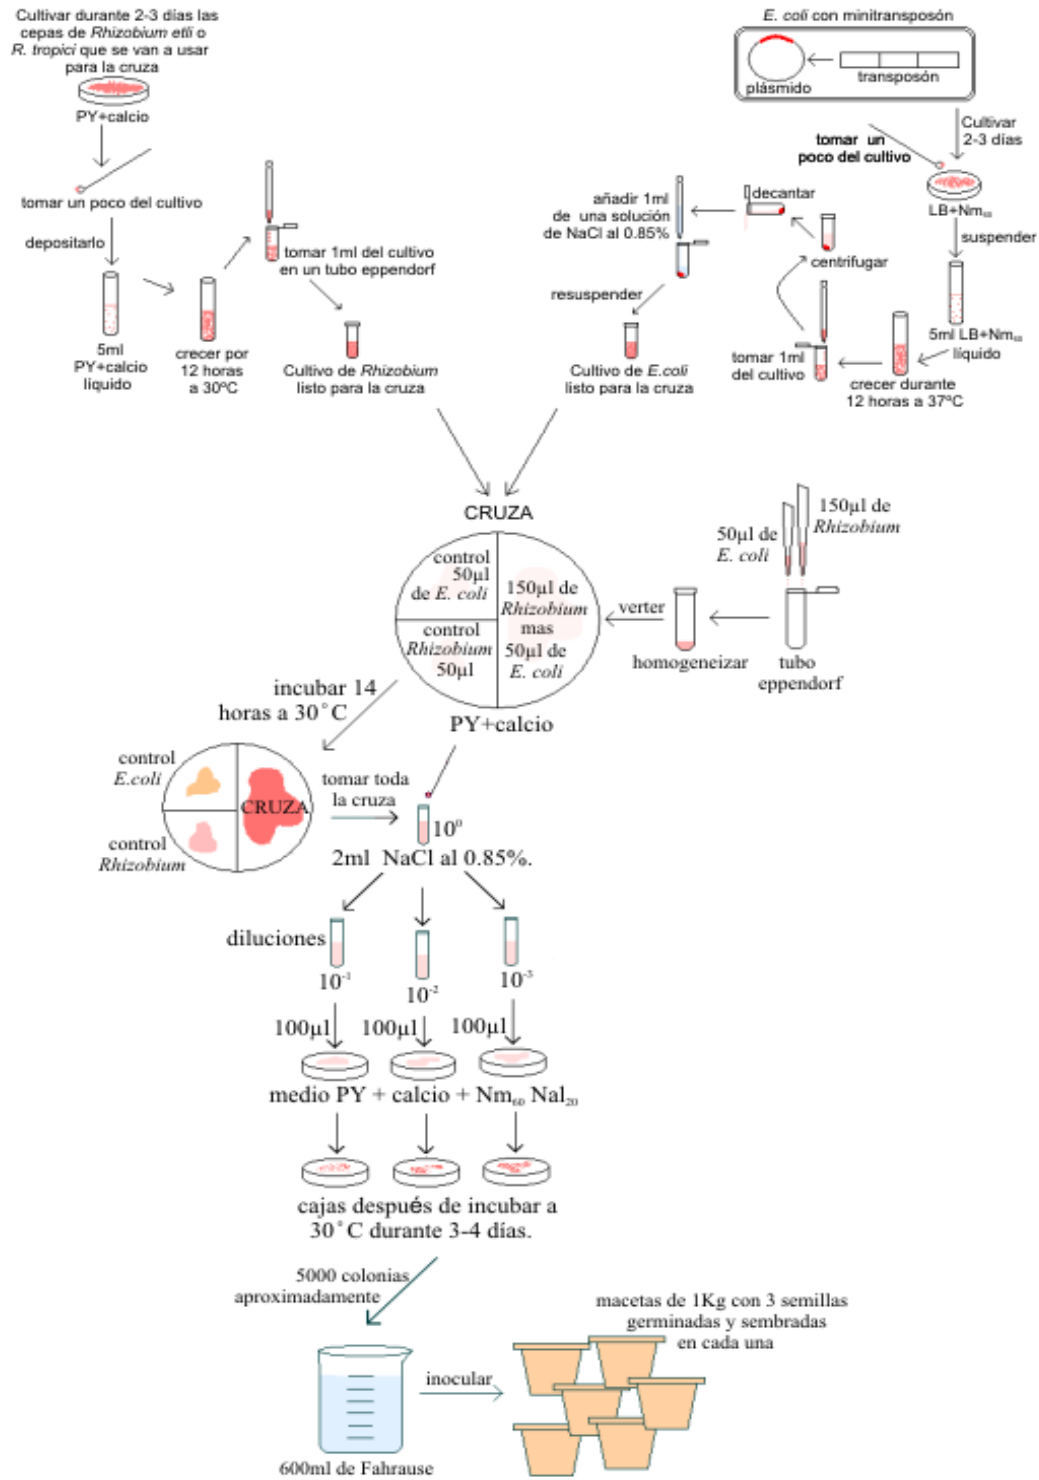 Cultivar durante 2-3 días las
cepas de Rhizobium etli o
R. tropici que se van a usar
para la cruza
PY+calcio
tomar un poco del cultivo
depositarlo
5ml
PY+calcio
líquido
crecer por
12 horas
a 30ºC
tomar 1ml del cultivo
en un tubo eppendorf
Cultivo de Rhizobium
listo para la cruza
E. coli con minitransposón
plásmido
transposón
Cultivar
2-3 días
tomar un
poco del cultivo
LB+Nm₆₀
suspender
5ml LB+Nm₆₀
líquido
crecer durante
12 horas a 37ºC
tomar 1ml
del cultivo
centrifugar
decantar
añadir 1ml
de una solución
de NaCl al 0.85%
resuspender
Cultivo de E.coli
listo para la cruza
CRUZA
control
50µl
de E. coli
control
Rhizobium
50µl
150µl de
Rhizobium
mas
50µl de
E. coli
PY+calcio
verter
homogeneizar
tubo
eppendorf
50µl de
E. coli
150µl de
Rhizobium
incubar 14
horas a 30°C
control
E.coli
control
Rhizobium
CRUZA
tomar toda
la cruza
10⁰
2ml NaCl al 0.85%.
diluciones
10⁻¹
10⁻²
10⁻³
100µl
100µl
100µl
medio PY + calcio + Nm₆₀ Nal₂₀
cajas después de incubar a
30°C durante 3-4 días.
5000 colonias
aproximadamente
600ml de Fahrause
inocular
macetas de 1Kg con 3 semillas
germinadas y sembradas
en cada una